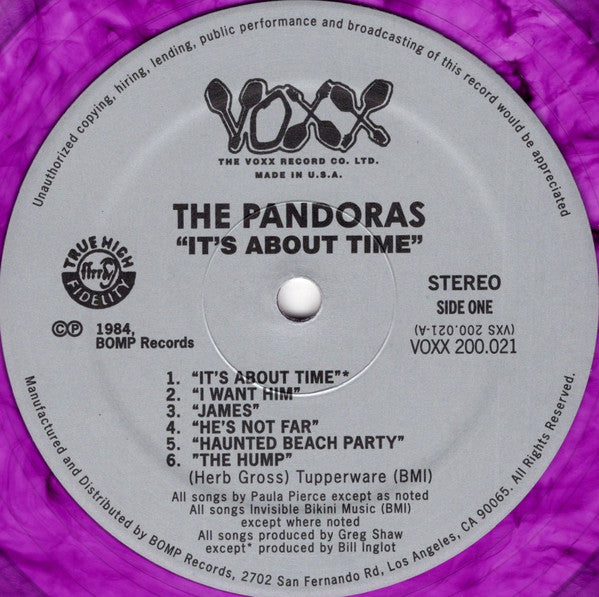 Unauthorized copying, hiring, lending, public performance and broadcasting of this record would be appreciated
VOXX
THE VOXX RECORD CO. LTD.
MADE IN U.S.A.
THE PANDORAS
"IT'S ABOUT TIME"
TRUE HIGH
FIDELITY
STEREO
SIDE ONE
(VXS 200.021-A)
VOXX 200.021
©℗ 1984,
BOMP Records
1. "IT'S ABOUT TIME"*
2. "I WANT HIM"
3. "JAMES"
4. "HE'S NOT FAR"
5. "HAUNTED BEACH PARTY"
6. "THE HUMP"
(Herb Gross) Tupperware (BMI)
All songs by Paula Pierce except as noted
All songs Invisible Bikini Music (BMI)
except where noted
All songs produced by Greg Shaw
except* produced by Bill Inglot
Manufactured and Distributed by BOMP Records, 2702 San Fernando Rd, Los Angeles, CA 90065. All Rights Reserved.